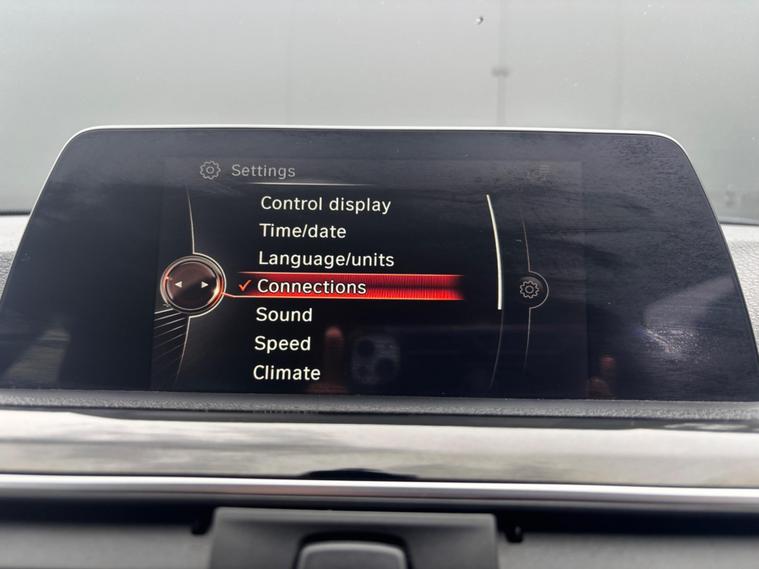 Settings
Control display
Time/date
Language/units
Connections
Sound
Speed
Climate